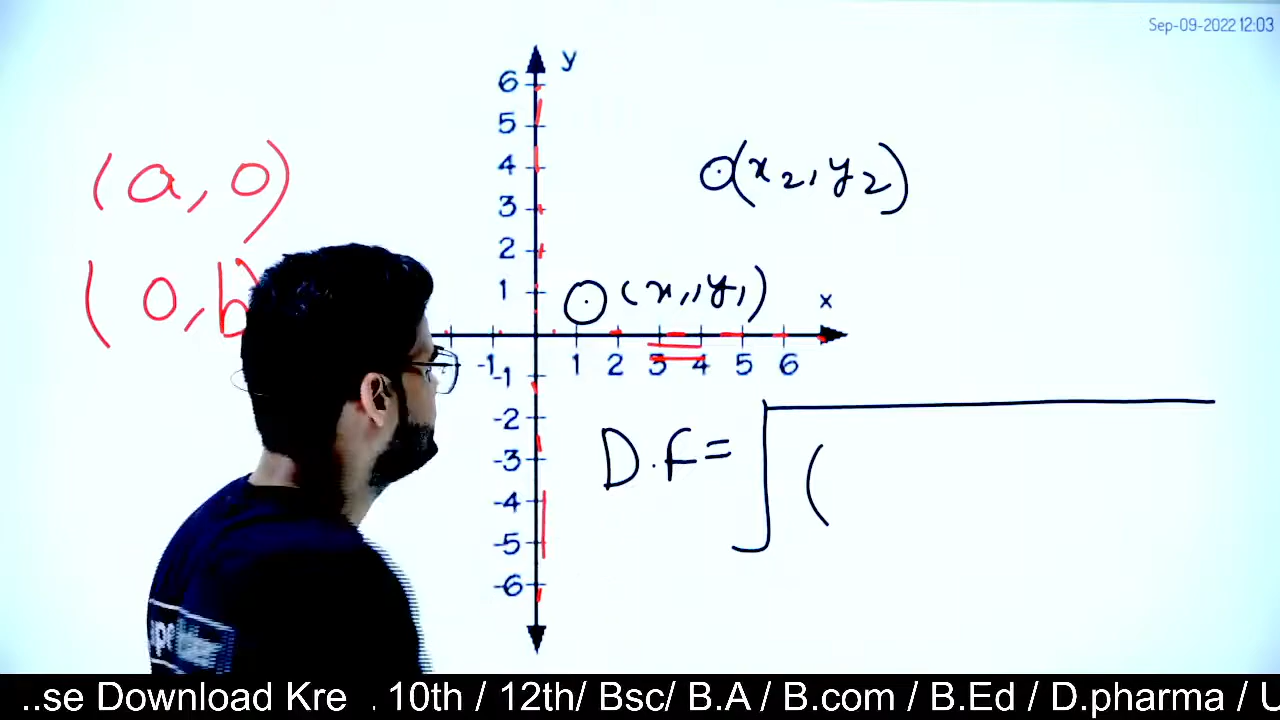 Sep-09-2022 12:03
y
6
5
4
3
2
1
(a, 0)
(0, b)
(x2, y2)
(x1, y1)
x
-1 1 2 3 4 5 6
-1
-2
-3
-4
-5
-6
D.F = √(
..se Download Kre . 10th / 12th/ Bsc/ B.A / B.com / B.Ed / D.pharma / U